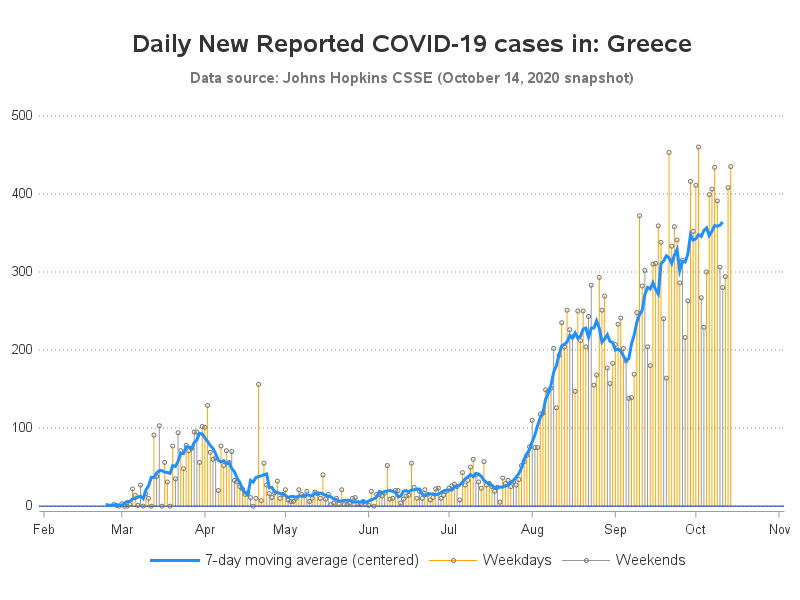 Daily New Reported COVID-19 cases in: Greece
Data source: Johns Hopkins CSSE (October 14, 2020 snapshot)
500
400
300
200
100
0
Feb Mar Apr May Jun Jul Aug Sep Oct Nov
7-day moving average (centered) Weekdays Weekends